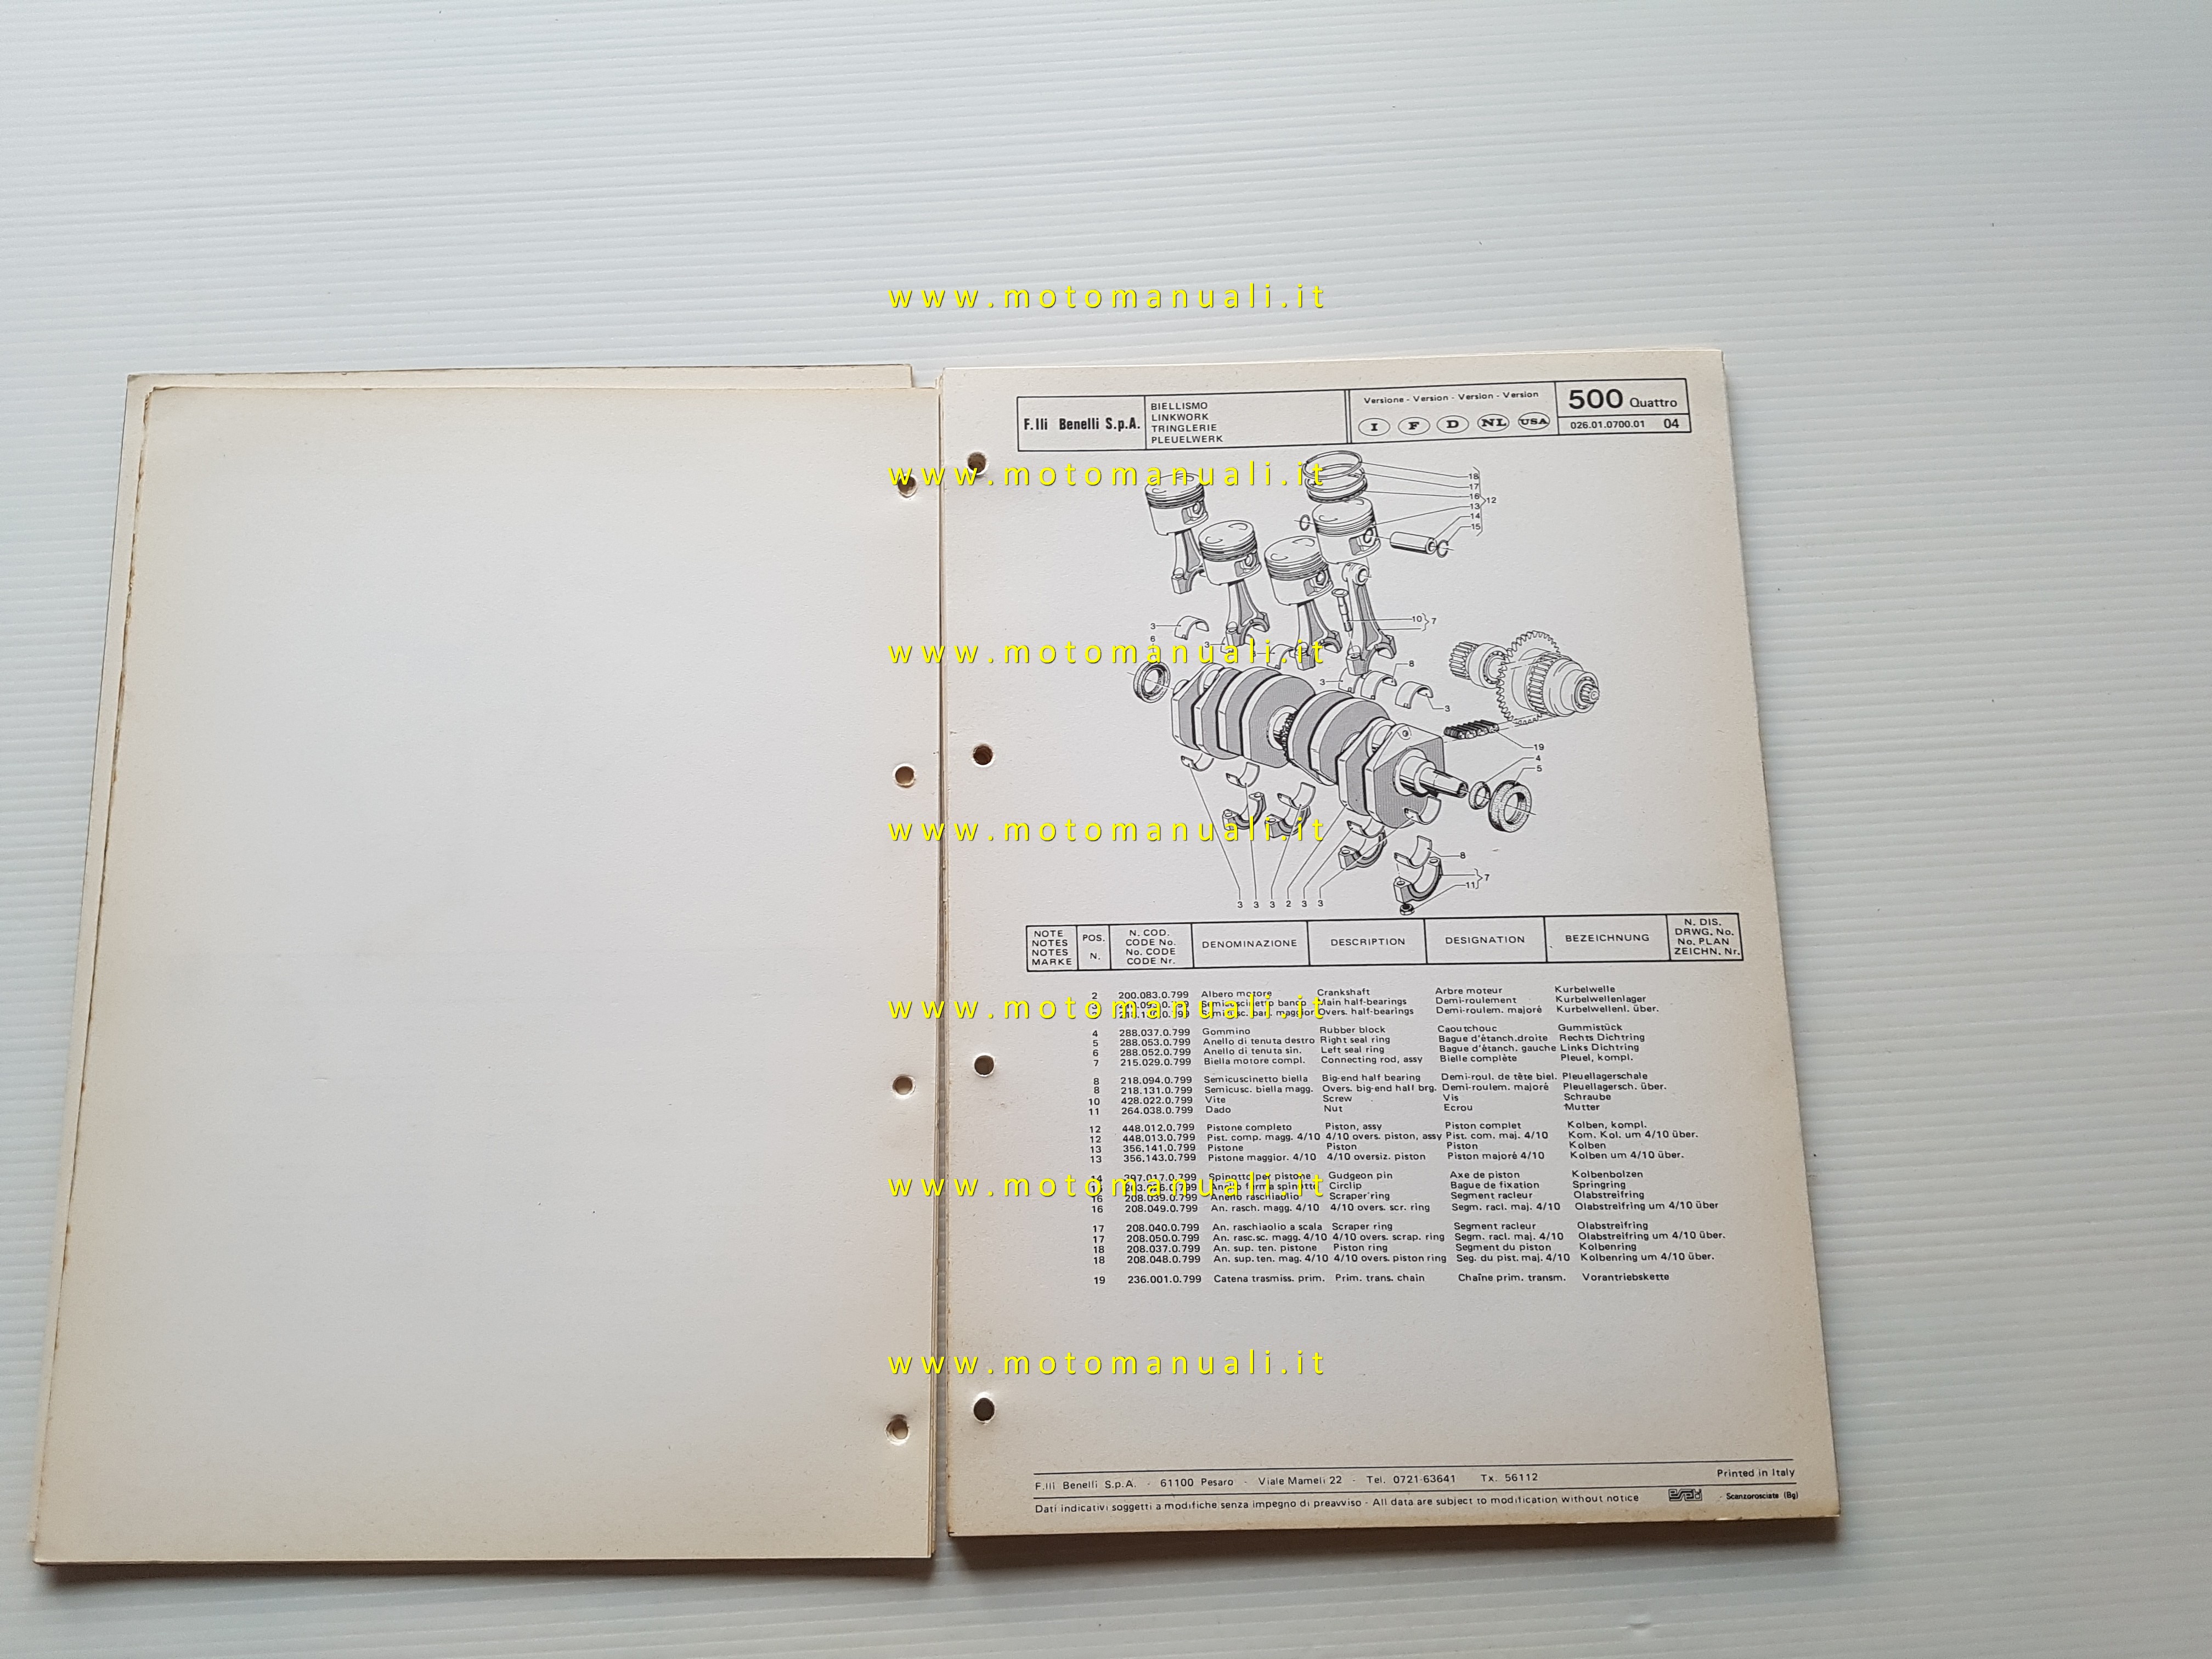 www.motomanuali.it
F.lli Benelli S.p.A.
BIELLISMO
LINKWORK
TRINGLERIE
PLEUELWERK
Versione - Version - Version - Version
I F D NL USA
500 Quattro
026.01.0700.01 04
www.motomanuali.it
18
17
16
12
13
14
15
10
7
3
6
3
3
8
3
3
www.motomanuali.it
19
4
5
www.motomanuali.it
8
7
11
3 3 3 2 3 3
NOTE
NOTES
NOTES
MARKE
POS.
N.
N. COD.
CODE No.
No. CODE
CODE Nr.
DENOMINAZIONE
DESCRIPTION
DESIGNATION
BEZEICHNUNG
N. DIS.
DRWG. No.
No. PLAN
ZEICHN. Nr.
2 200.083.0.799 Albero motore Crankshaft Arbre moteur Kurbelwelle
Semicuscinetto banco Main half-bearings Demi-roulement Kurbelwellenlager
www.motomanuali.it
Overs. half-bearings Demi-roulem. majoré Kurbelwellenl. über.
4 288.037.0.799 Gommino Rubber block Caoutchouc Gummistück
5 288.053.0.799 Anello di tenuta destro Right seal ring Bague d'étanch.droite Rechts Dichtring
6 288.052.0.799 Anello di tenuta sin. Left seal ring Bague d'étanch. gauche Links Dichtring
7 215.029.0.799 Biella motore compl. Connecting rod, assy Bielle complète Pleuel, kompl.
8 218.094.0.799 Semicuscinetto biella Big-end half bearing Demi-roul. de tête biel. Pleuellagerschale
8 218.131.0.799 Semicusc. biella magg. Overs. big-end half brg. Demi-roulem. majoré Pleuellagersch. über.
10 428.022.0.799 Vite Screw Vis Schraube
11 264.038.0.799 Dado Nut Ecrou Mutter
12 448.012.0.799 Pistone completo Piston, assy Piston complet Kolben, kompl.
12 448.013.0.799 Pist. comp. magg. 4/10 4/10 overs. piston, assy Pist. com. maj. 4/10 Kom. Kol. um 4/10 über.
13 356.141.0.799 Pistone Piston Piston Kolben
13 356.143.0.799 Pistone maggior. 4/10 4/10 oversiz. piston Piston majoré 4/10 Kolben um 4/10 über.
14 397.017.0.799 Spinotto per pistone Gudgeon pin Axe de piston Kolbenbolzen
www.motomanuali.it
Anello ferma spinotto Circlip Bague de fixation Springring
16 208.039.0.799 Anello raschiaolio Scraper ring Segment racleur Olabstreifring
16 208.049.0.799 An. rasch. magg. 4/10 4/10 overs. scr. ring Segm. racl. maj. 4/10 Olabstreifring um 4/10 über
17 208.040.0.799 An. raschiaolio a scala Scraper ring Segment racleur Olabstreifring
17 208.050.0.799 An. rasc.sc. magg. 4/10 4/10 overs. scrap. ring Segm. racl. maj. 4/10 Olabstreifring um 4/10 über.
18 208.037.0.799 An. sup. ten. pistone Piston ring Segment du piston Kolbenring
18 208.048.0.799 An. sup. ten. mag. 4/10 4/10 overs. piston ring Seg. du pist. maj. 4/10 Kolbenring um 4/10 über.
19 236.001.0.799 Catena trasmiss. prim. Prim. trans. chain Chaîne prim. transm. Vorantriebskette
www.motomanuali.it
F.lli Benelli S.p.A. - 61100 Pesaro - Viale Mameli 22 - Tel. 0721-63641 Tx. 56112
Printed in Italy
Dati indicativi soggetti a modifiche senza impegno di preavviso - All data are subject to modification without notice
Scanzorosciate (Bg)